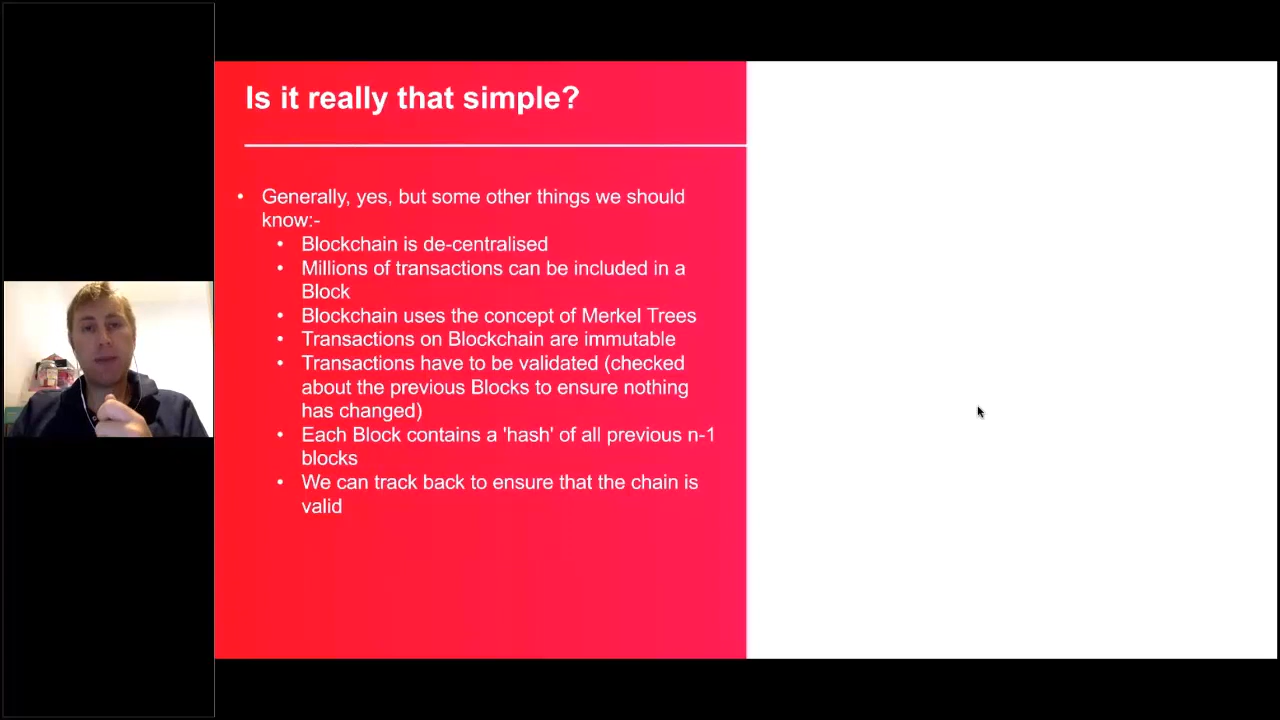 Is it really that simple?
• Generally, yes, but some other things we should
know:-
• Blockchain is de-centralised
• Millions of transactions can be included in a
Block
• Blockchain uses the concept of Merkel Trees
• Transactions on Blockchain are immutable
• Transactions have to be validated (checked
about the previous Blocks to ensure nothing
has changed)
• Each Block contains a 'hash' of all previous n-1
blocks
• We can track back to ensure that the chain is
valid